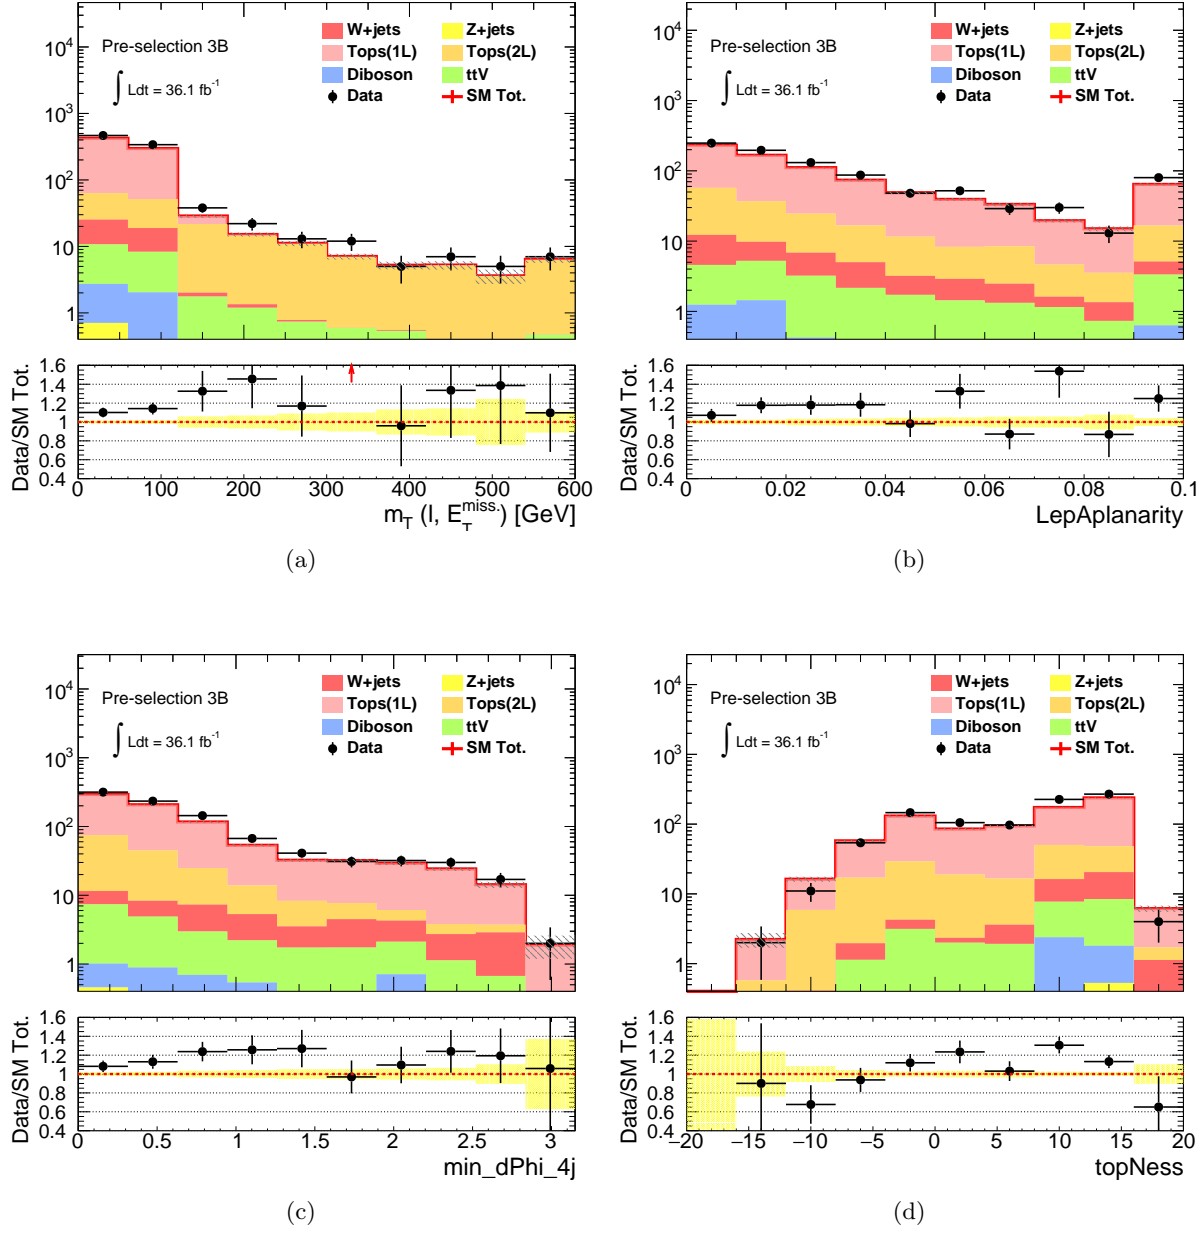 10⁴
10³
10²
10
1
Pre-selection 3B
∫ Ldt = 36.1 fb⁻¹
W+jets Z+jets
Tops(1L) Tops(2L)
Diboson ttV
Data SM Tot.
Data/SM Tot.
1.6
1.4
1.2
1
0.8
0.6
0.4
0 100 200 300 400 500 600
m_T (l, E_T^miss.) [GeV]
(a)
10⁴
10³
10²
10
1
Pre-selection 3B
∫ Ldt = 36.1 fb⁻¹
W+jets Z+jets
Tops(1L) Tops(2L)
Diboson ttV
Data SM Tot.
Data/SM Tot.
1.6
1.4
1.2
1
0.8
0.6
0.4
0 0.02 0.04 0.06 0.08 0.1
LepAplanarity
(b)
10⁴
10³
10²
10
1
Pre-selection 3B
∫ Ldt = 36.1 fb⁻¹
W+jets Z+jets
Tops(1L) Tops(2L)
Diboson ttV
Data SM Tot.
Data/SM Tot.
1.6
1.4
1.2
1
0.8
0.6
0.4
0 0.5 1 1.5 2 2.5 3
min_dPhi_4j
(c)
10⁴
10³
10²
10
1
Pre-selection 3B
∫ Ldt = 36.1 fb⁻¹
W+jets Z+jets
Tops(1L) Tops(2L)
Diboson ttV
Data SM Tot.
Data/SM Tot.
1.6
1.4
1.2
1
0.8
0.6
0.4
−20 −15 −10 −5 0 5 10 15 20
topNess
(d)